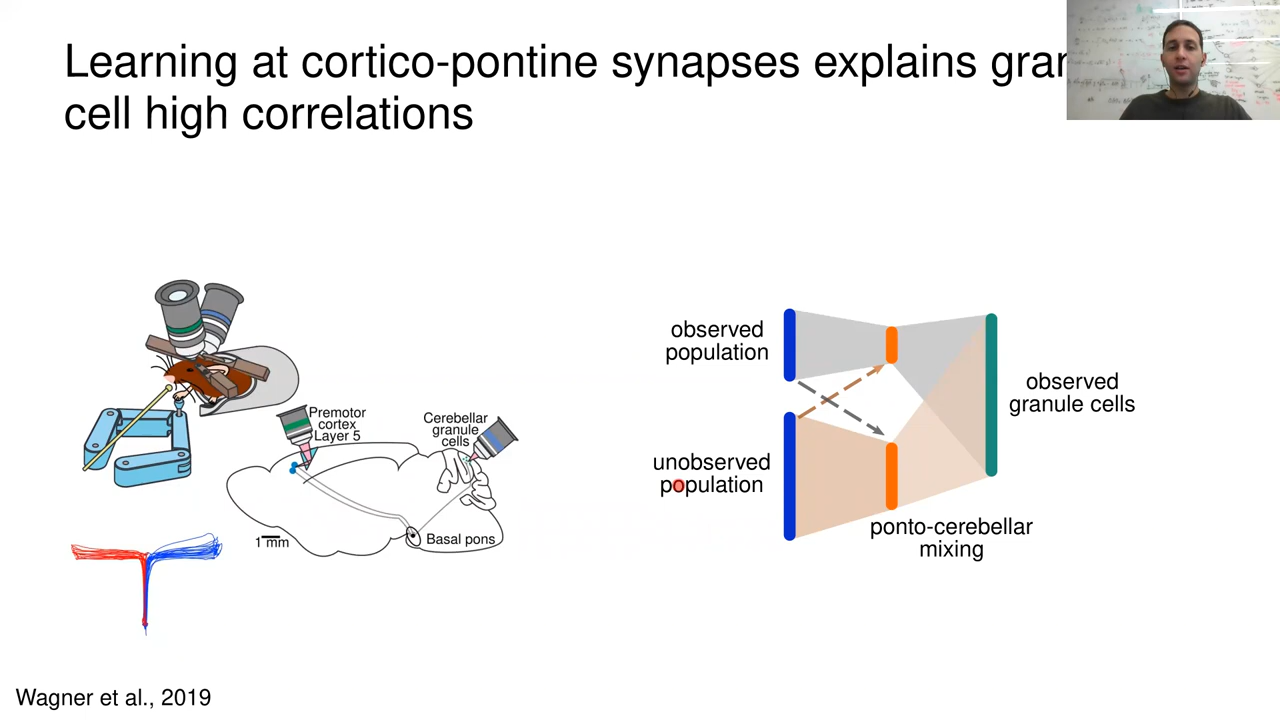 Learning at cortico-pontine synapses explains
cell high correlations
Premotor
cortex
Layer 5
Cerebellar
granule
cells
1 mm
Basal pons
observed
population
unobserved
population
observed
granule cells
ponto-cerebellar
mixing
Wagner et al., 2019